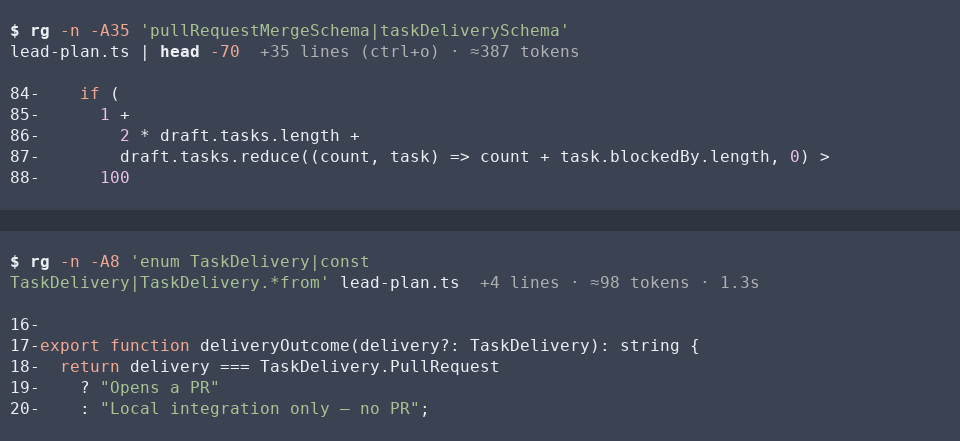 $ rg -n -A35 'pullRequestMergeSchema|taskDeliverySchema'
lead-plan.ts | head -70  +35 lines (ctrl+o) · ≈387 tokens
84-    if (
85-      1 +
86-        2 * draft.tasks.length +
87-        draft.tasks.reduce((count, task) => count + task.blockedBy.length, 0) >
88-      100
$ rg -n -A8 'enum TaskDelivery|const
TaskDelivery|TaskDelivery.*from' lead-plan.ts  +4 lines · ≈98 tokens · 1.3s
16-
17-export function deliveryOutcome(delivery?: TaskDelivery): string {
18-  return delivery === TaskDelivery.PullRequest
19-    ? "Opens a PR"
20-    : "Local integration only — no PR";